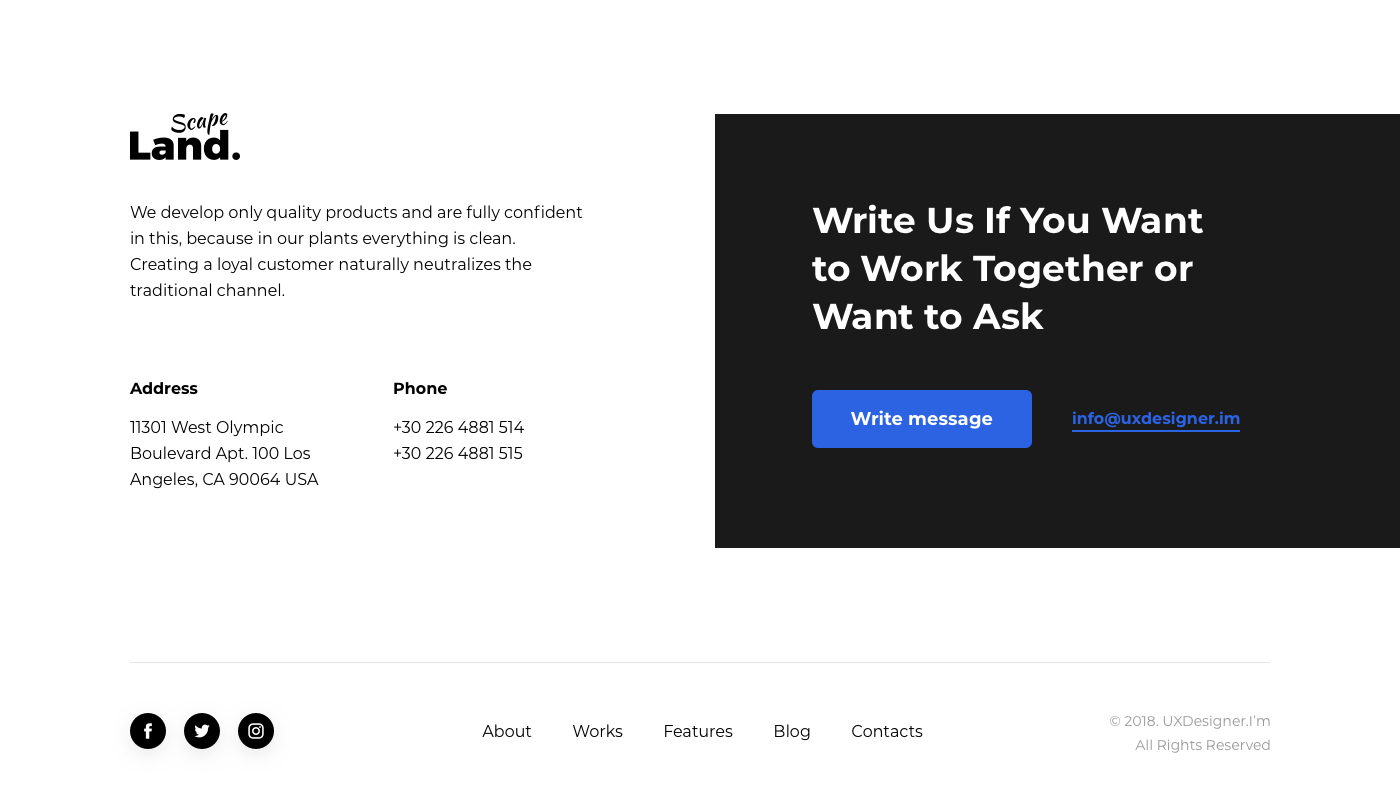 Scape
Land.
We develop only quality products and are fully confident
in this, because in our plants everything is clean.
Creating a loyal customer naturally neutralizes the
traditional channel.
Address
11301 West Olympic
Boulevard Apt. 100 Los
Angeles, CA 90064 USA
Phone
+30 226 4881 514
+30 226 4881 515
Write Us If You Want
to Work Together or
Want to Ask
Write message
info@uxdesigner.im
About
Works
Features
Blog
Contacts
© 2018. UXDesigner.I’m
All Rights Reserved